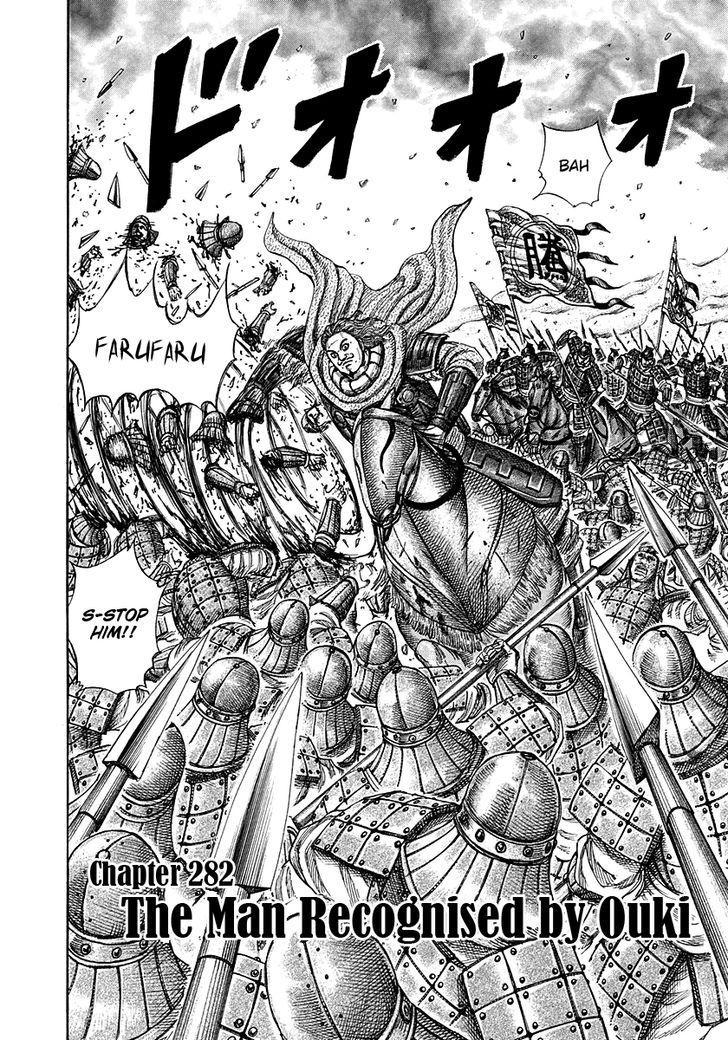 ドオオオ
BAH
騰
FARUFARU
S-STOP
HIM!!
Chapter 282
The Man Recognised by Ouki